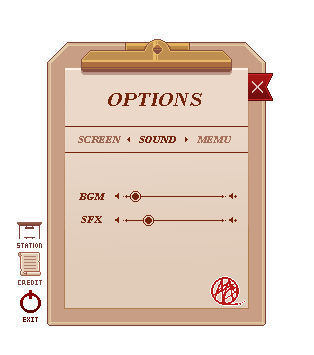 OPTIONS
SCREEN SOUND MEMU
BGM
SFX
STATION
CREDIT
EXIT